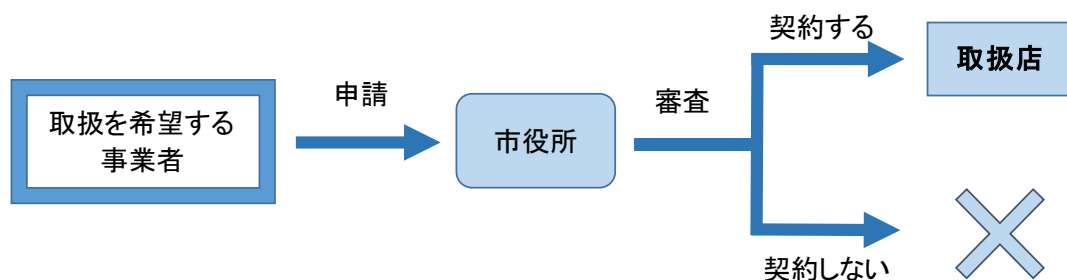 取扱を希望する
事業者
申請
市役所
審査
契約する
取扱店
契約しない